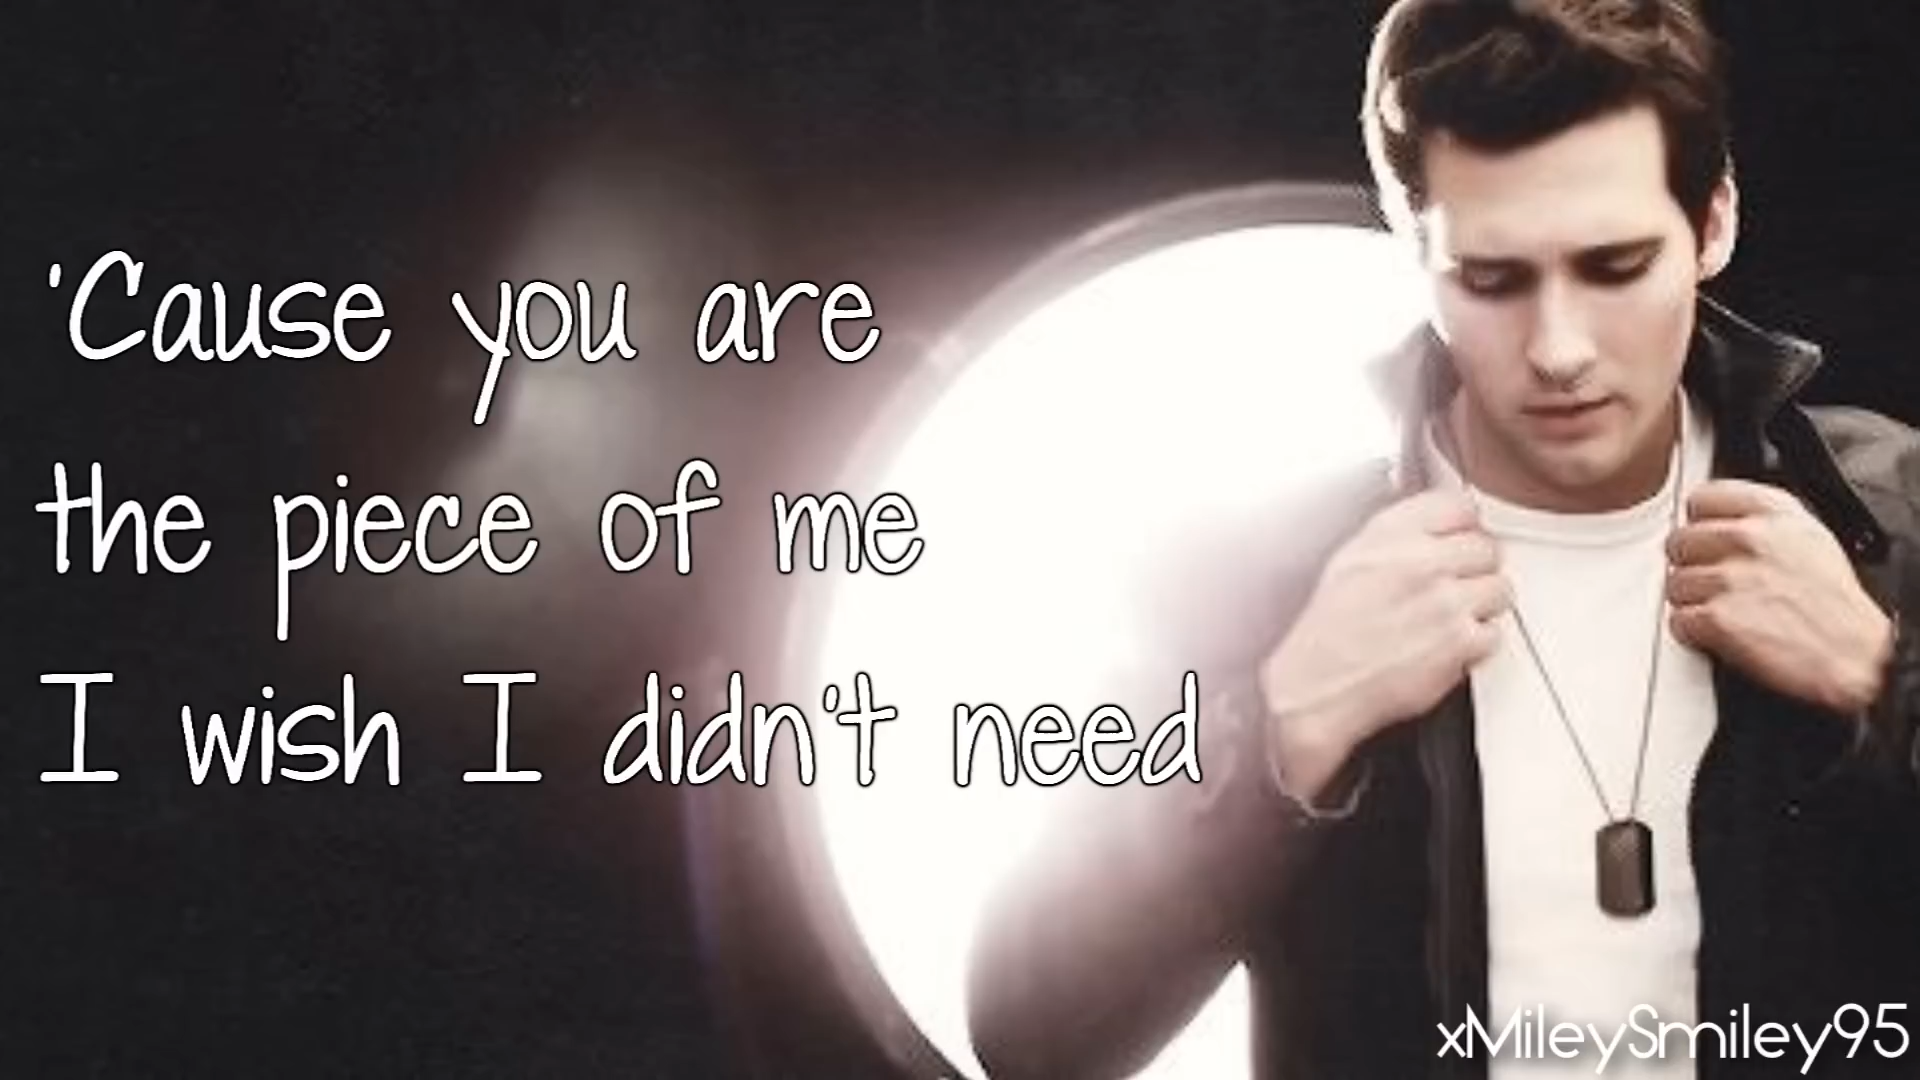 'Cause you are
the piece of me
I wish I didn't need
xMileySmiley95